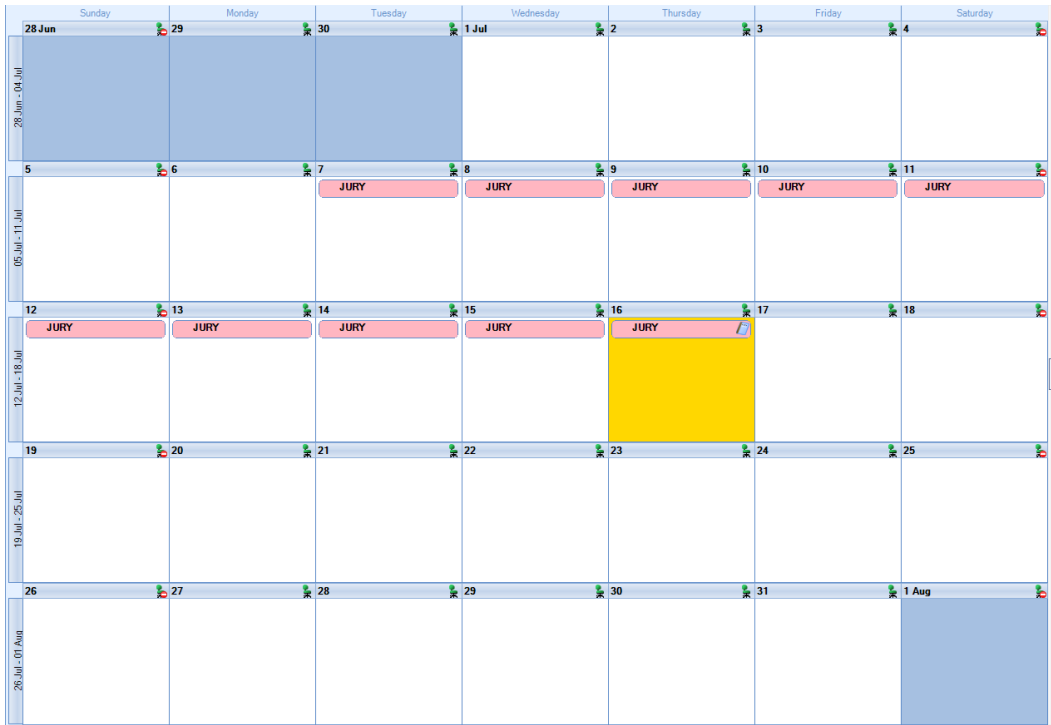 Sunday Monday Tuesday Wednesday Thursday Friday Saturday
28 Jun 29 30 1 Jul 2 3 4
28 Jun - 04 Jul
5 6 7 8 9 10 11
JURY JURY JURY JURY JURY
05 Jul - 11 Jul
12 13 14 15 16 17 18
JURY JURY JURY JURY JURY
12 Jul - 18 Jul
19 20 21 22 23 24 25
19 Jul - 25 Jul
26 27 28 29 30 31 1 Aug
26 Jul - 01 Aug